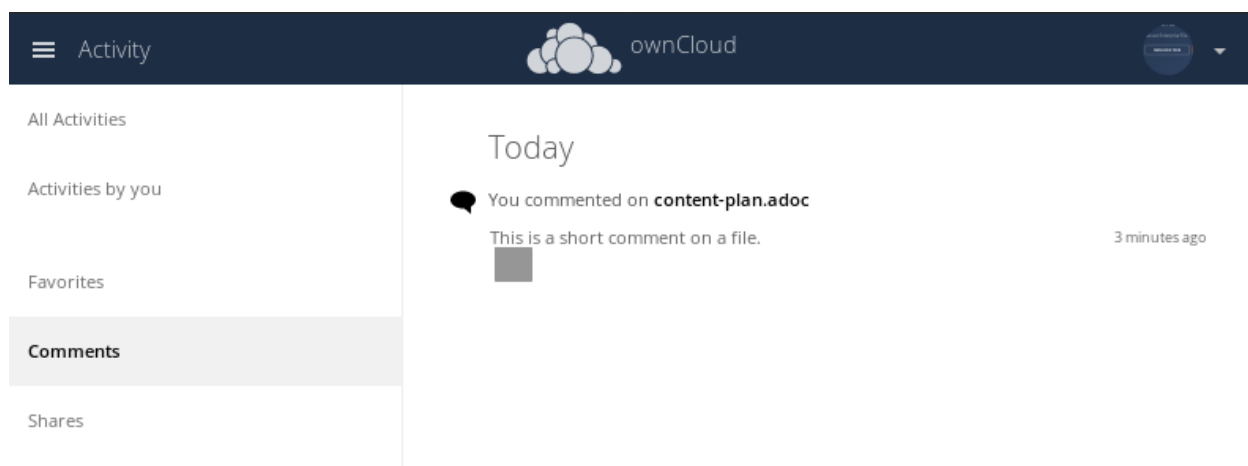 Activity
ownCloud
All Activities
Activities by you
Favorites
Comments
Shares
Today
You commented on content-plan.adoc
This is a short comment on a file.
3 minutes ago